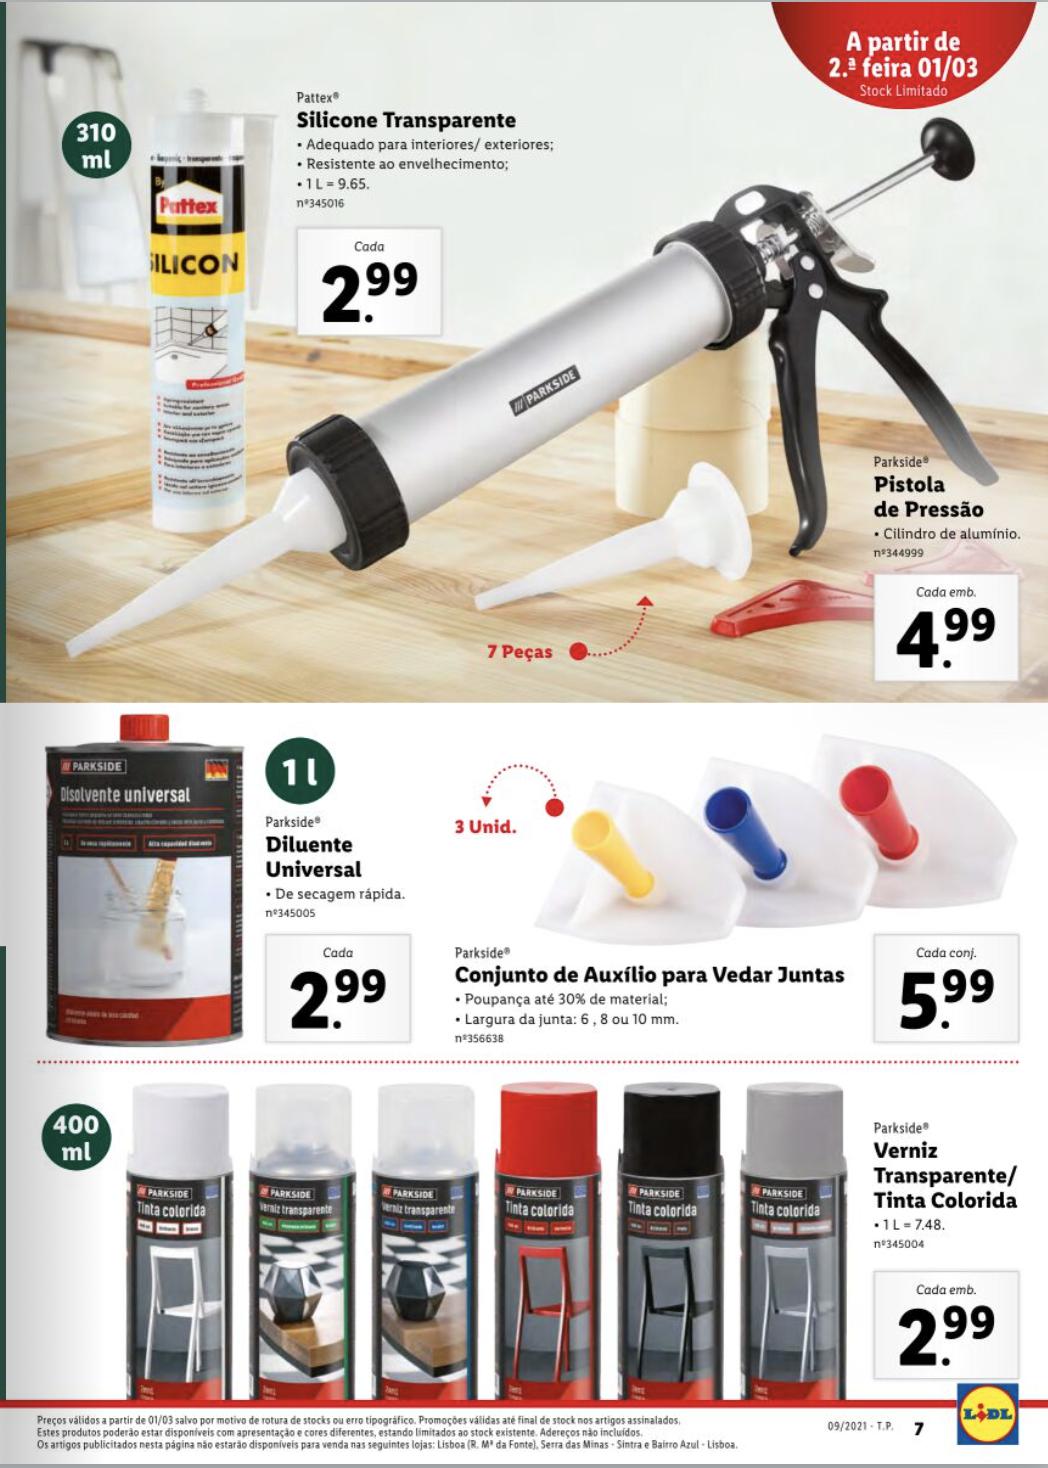 A partir de
2.ª feira 01/03
Stock Limitado
310
ml
Pattex®
Silicone Transparente
• Adequado para interiores/ exteriores;
• Resistente ao envelhecimento;
• 1 L = 9.65.
nº345016
Cada
2.99
By
Pattex
SILICON
PARKSIDE
Parkside®
Pistola
de Pressão
• Cilindro de alumínio.
nº344999
Cada emb.
4.99
7 Peças
PARKSIDE
Disolvente universal
Se seca rápidamente
Alta capacidad disolvente
1 l
Parkside®
Diluente
Universal
• De secagem rápida.
nº345005
Cada
2.99
3 Unid.
Parkside®
Conjunto de Auxílio para Vedar Juntas
• Poupança até 30% de material;
• Largura da junta: 6 , 8 ou 10 mm.
nº356638
Cada conj.
5.99
400
ml
PARKSIDE
Tinta colorida
PARKSIDE
Verniz transparente
PARKSIDE
Verniz transparente
PARKSIDE
Tinta colorida
PARKSIDE
Tinta colorida
PARKSIDE
Tinta colorida
Parkside®
Verniz
Transparente/
Tinta Colorida
• 1 L = 7.48.
nº345004
Cada emb.
2.99
Preços válidos a partir de 01/03 salvo por motivo de rotura de stocks ou erro tipográfico. Promoções válidas até final de stock nos artigos assinalados.
Estes produtos poderão estar disponíveis com apresentação e cores diferentes, estando limitados ao stock existente. Adereços não incluídos.
Os artigos publicitados nesta página não estarão disponíveis para venda nas seguintes lojas: Lisboa (R. Mª da Fonte), Serra das Minas - Sintra e Bairro Azul - Lisboa.
09/2021 - T.P. 7
LIDL